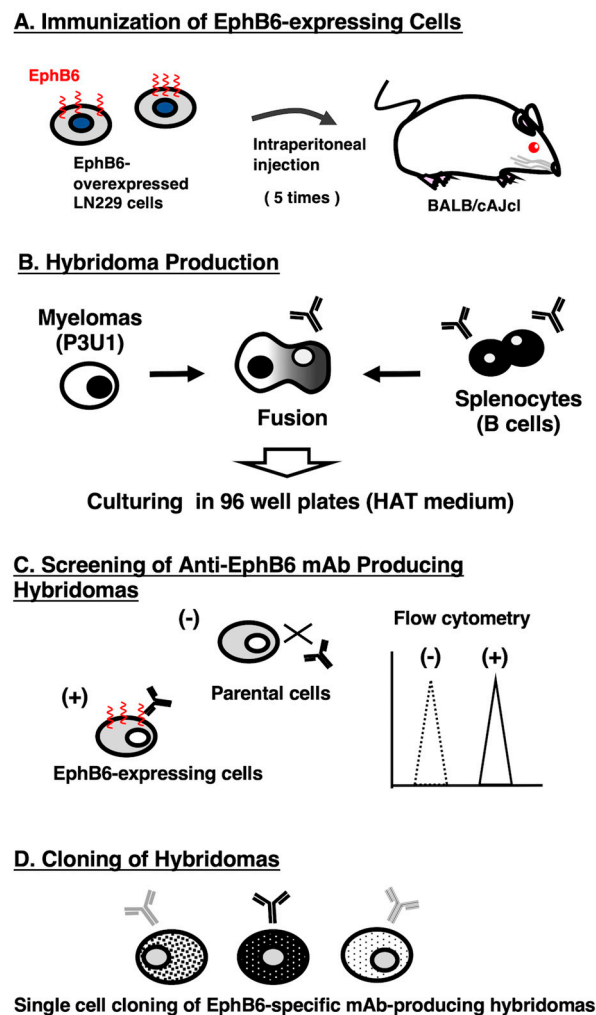 A. Immunization of EphB6-expressing Cells
EphB6
EphB6-
overexpressed
LN229 cells
Intraperitoneal
injection
( 5 times )
BALB/cAJcl
B. Hybridoma Production
Myelomas
(P3U1)
Fusion
Splenocytes
(B cells)
Culturing in 96 well plates (HAT medium)
C. Screening of Anti-EphB6 mAb Producing
Hybridomas
(-)
Parental cells
(+)
EphB6-expressing cells
Flow cytometry
(-) (+)
D. Cloning of Hybridomas
Single cell cloning of EphB6-specific mAb-producing hybridomas